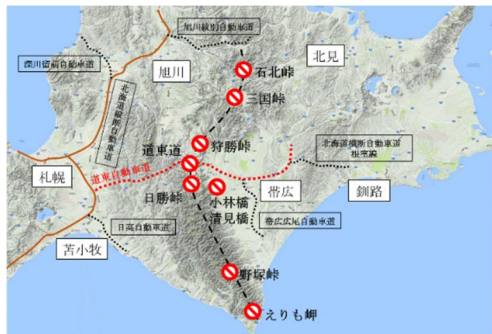 旭川紋別自動車道
北見
旭川
石北峠
深川留萌自動車道
三国峠
北海道横断自動車道
狩勝峠
道東道
北海道横断自動車道
根室線
札幌
道東自動車道
日勝峠
小林橋
清見橋
帯広
釧路
日高自動車道
帯広広尾自動車道
苫小牧
野塚峠
えりも岬